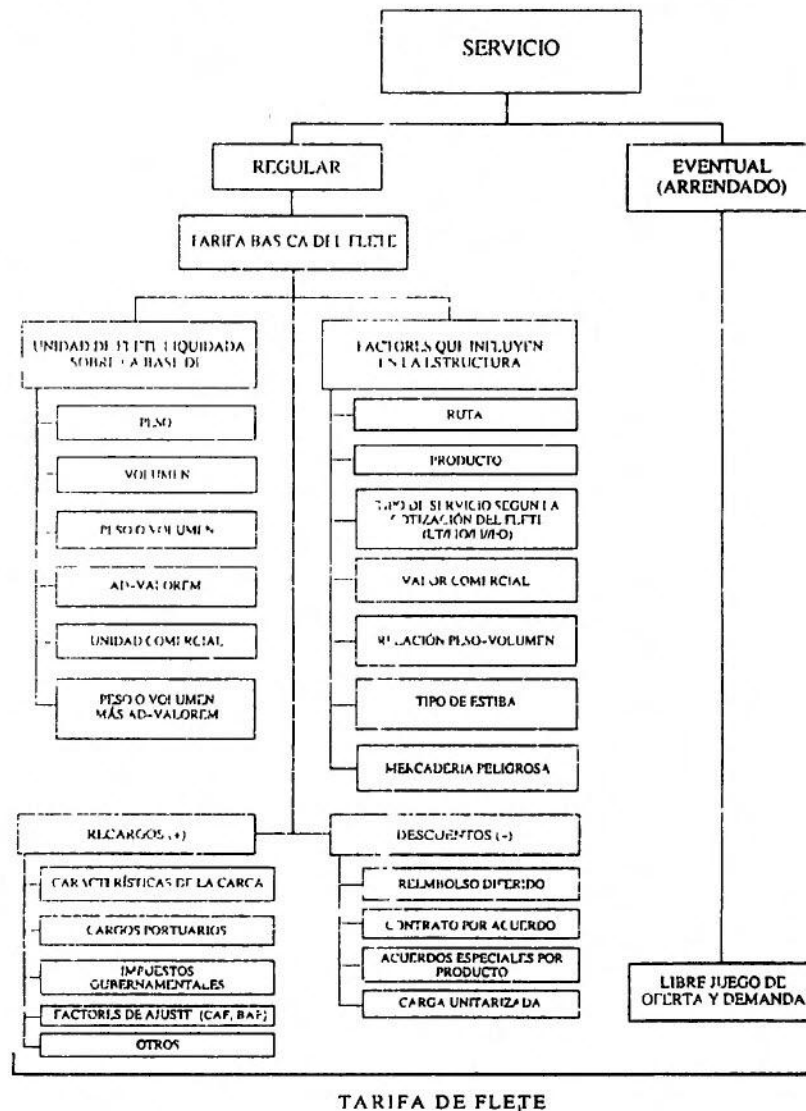 SERVICIO
REGULAR
EVENTUAL
(ARRENDADO)
TARIFA BASICA DEL FLETE
UNIDAD DE FLETE LIQUIDADA
SOBRE LA BASE DE
FACTORES QUE INFLUYEN
EN LA ESTRUCTURA
PESO
VOLUMEN
PESO O VOLUMEN
AD-VALOREM
UNIDAD COMERCIAL
PESO O VOLUMEN
MÁS AD-VALOREM
RUTA
PRODUCTO
TIPO DE SERVICIO SEGUN LA
COTIZACIÓN DEL FLETE
VALOR COMERCIAL
RELACIÓN PESO-VOLUMEN
TIPO DE ESTIBA
MERCADERIA PELIGROSA
RECARGOS (+)
CARACTERÍSTICAS DE LA CARGA
CARGOS PORTUARIOS
IMPUESTOS
GUBERNAMENTALES
FACTORES DE AJUSTE (CAF, BAF)
OTROS
DESCUENTOS (-)
REEMBOLSO DIFERIDO
CONTRATO POR ACUERDO
ACUERDOS ESPECIALES POR
PRODUCTO
CARGA UNITARIZADA
LIBRE JUEGO DE
OFERTA Y DEMANDA
TARIFA DE FLETE